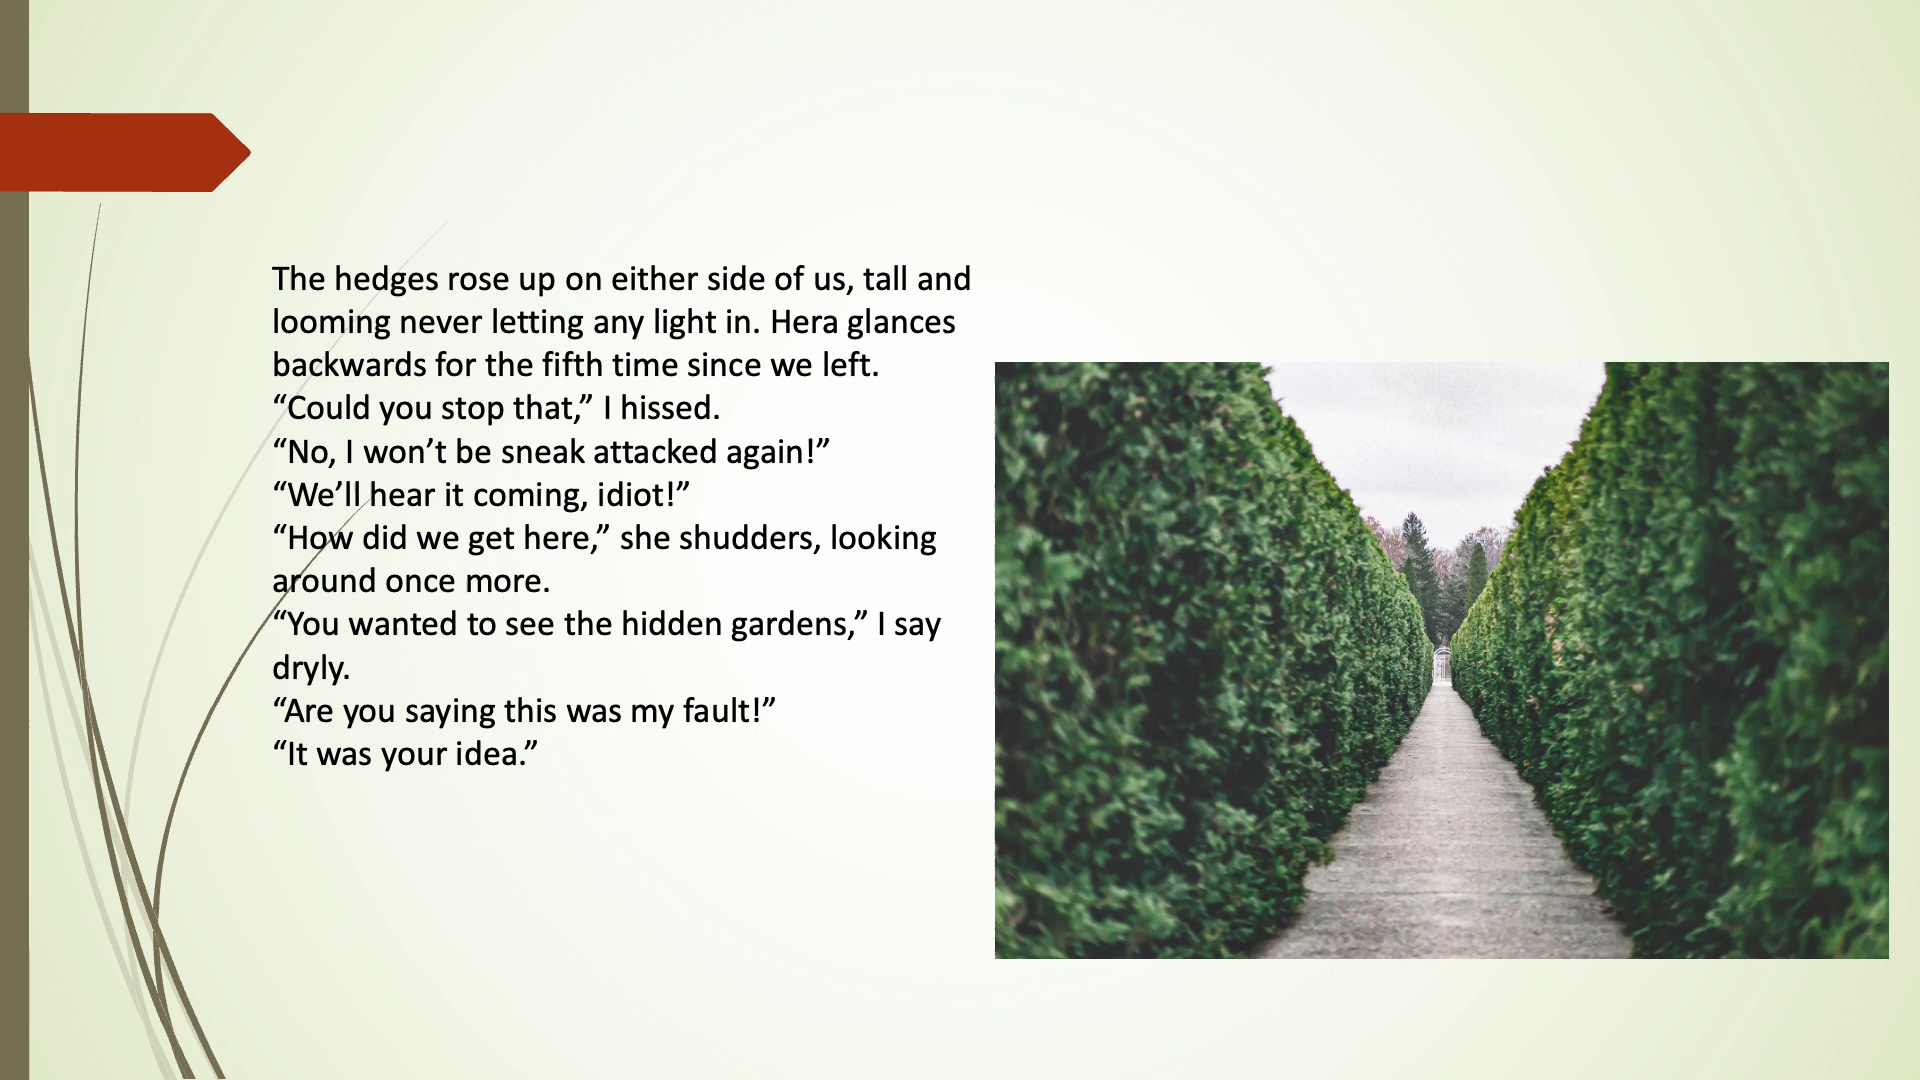 The hedges rose up on either side of us, tall and
looming never letting any light in. Hera glances
backwards for the fifth time since we left.
“Could you stop that,” I hissed.
“No, I won’t be sneak attacked again!”
“We’ll hear it coming, idiot!”
“How did we get here,” she shudders, looking
around once more.
“You wanted to see the hidden gardens,” I say
dryly.
“Are you saying this was my fault!”
“It was your idea.”